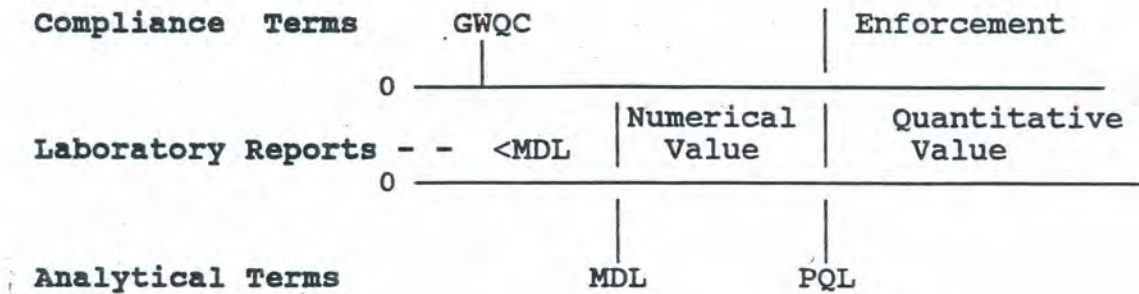 Compliance Terms GWQC Enforcement
0
Numerical Quantitative
Laboratory Reports - - <MDL Value Value
0
Analytical Terms MDL PQL